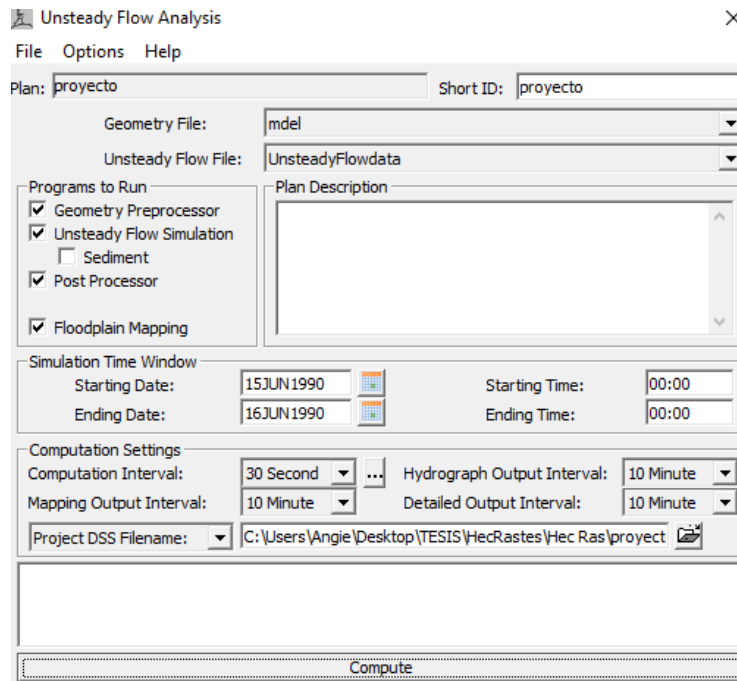 Unsteady Flow Analysis
File Options Help
Plan: proyecto Short ID: proyecto
Geometry File: mdel
Unsteady Flow File: UnsteadyFlowdata
Programs to Run Plan Description
Geometry Preprocessor
Unsteady Flow Simulation
Sediment
Post Processor
Floodplain Mapping
Simulation Time Window
Starting Date: 15JUN1990 Starting Time: 00:00
Ending Date: 16JUN1990 Ending Time: 00:00
Computation Settings
Computation Interval: 30 Second ... Hydrograph Output Interval: 10 Minute
Mapping Output Interval: 10 Minute Detailed Output Interval: 10 Minute
Project DSS Filename: C:\Users\Angie\Desktop\TESIS\HecRastes\Hec Ras\proyect
Compute